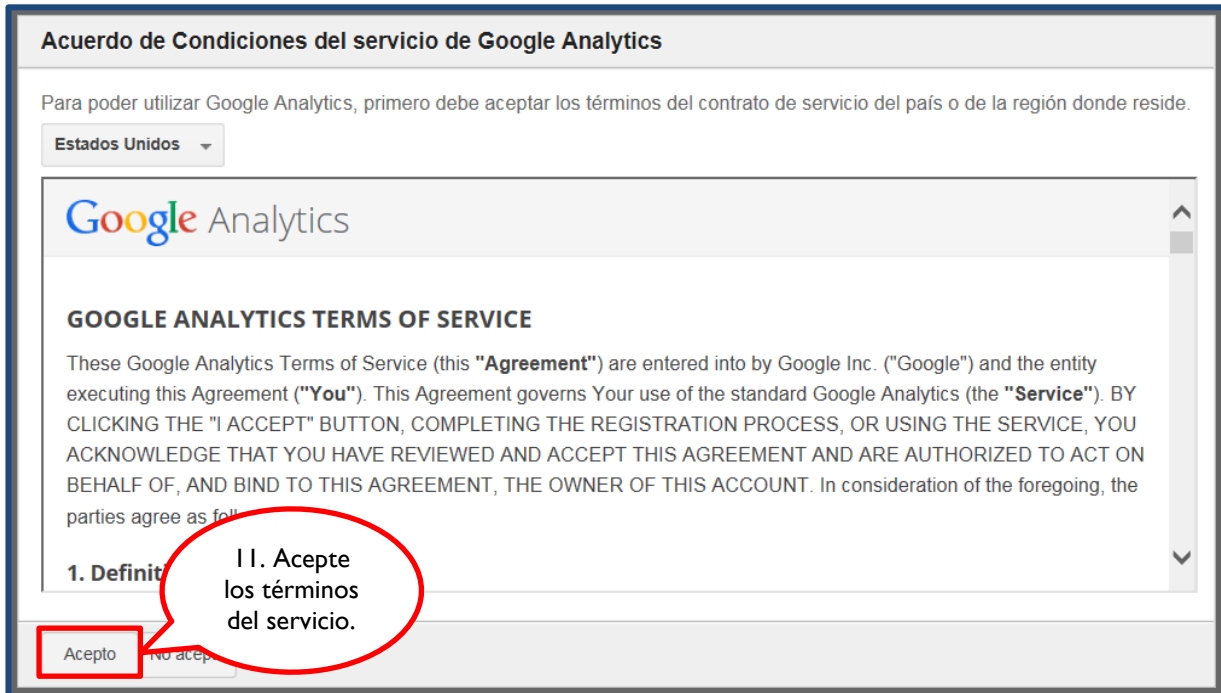 Acuerdo de Condiciones del servicio de Google Analytics
Para poder utilizar Google Analytics, primero debe aceptar los términos del contrato de servicio del país o de la región donde reside.
Estados Unidos
Google Analytics
GOOGLE ANALYTICS TERMS OF SERVICE
These Google Analytics Terms of Service (this "Agreement") are entered into by Google Inc. ("Google") and the entity
executing this Agreement ("You"). This Agreement governs Your use of the standard Google Analytics (the "Service"). BY
CLICKING THE "I ACCEPT" BUTTON, COMPLETING THE REGISTRATION PROCESS, OR USING THE SERVICE, YOU
ACKNOWLEDGE THAT YOU HAVE REVIEWED AND ACCEPT THIS AGREEMENT AND ARE AUTHORIZED TO ACT ON
BEHALF OF, AND BIND TO THIS AGREEMENT, THE OWNER OF THIS ACCOUNT. In consideration of the foregoing, the
parties agree as
1.
11. Acepte
los términos
del servicio.
Acepto
No